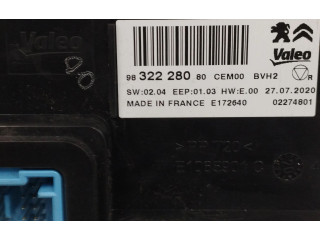 Valeo
Valeo
98 322 280 80 CEM00 BVH2 R
SW:02.04 EEP:01.03 HW:E.00 27.07.2020
MADE IN FRANCE E172640 02274801